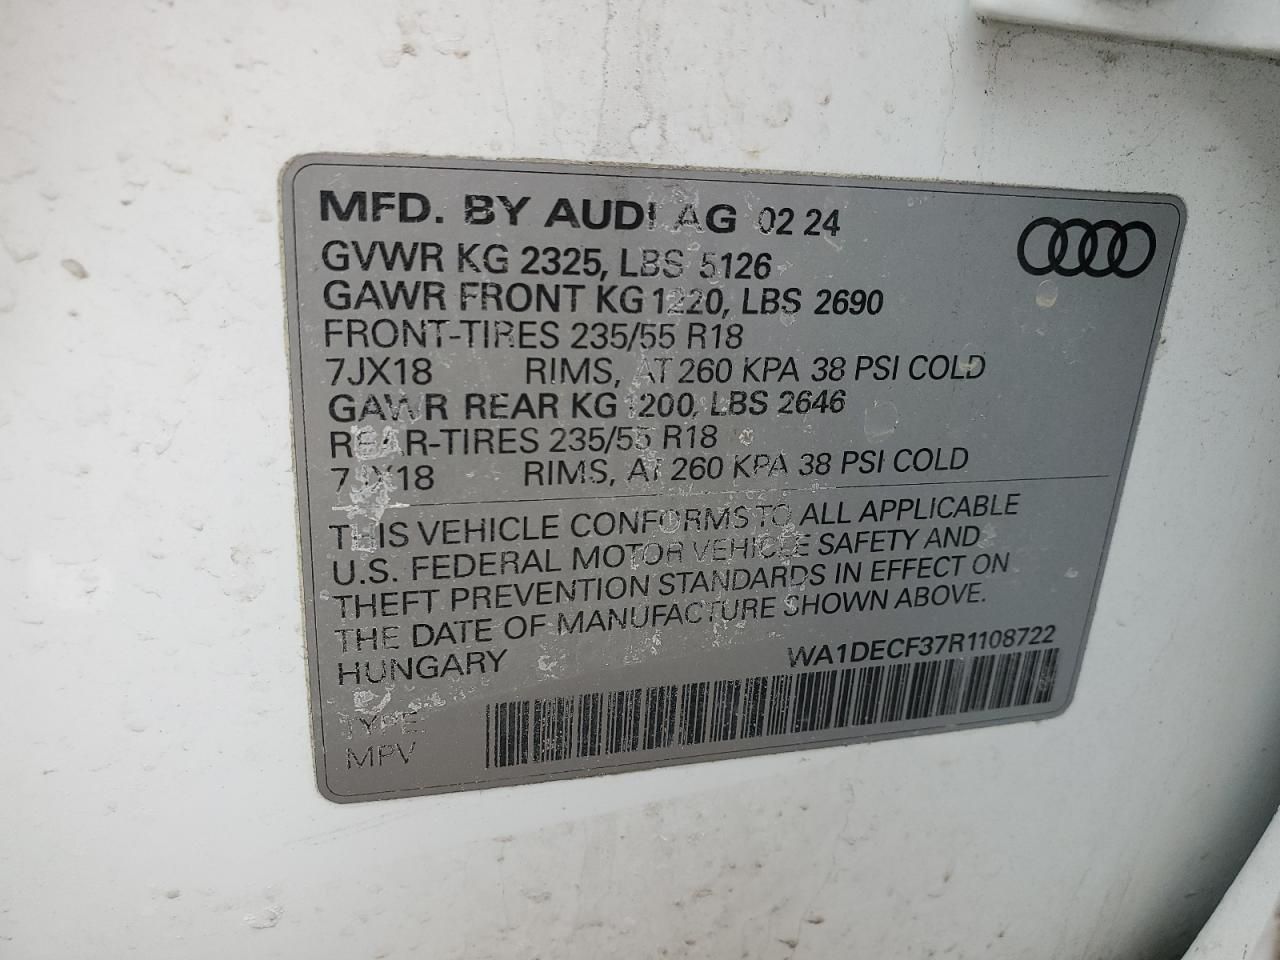 MFD. BY AUDI AG 02 24
GVWR KG 2325, LBS 5126
GAWR FRONT KG 1220, LBS 2690
FRONT-TIRES 235/55 R18
7JX18 RIMS, AT 260 KPA 38 PSI COLD
GAWR REAR KG 1200, LBS 2646
REAR-TIRES 235/55 R18
7JX18 RIMS, AT 260 KPA 38 PSI COLD
THIS VEHICLE CONFORMS TO ALL APPLICABLE
U.S. FEDERAL MOTOR VEHICLE SAFETY AND
THEFT PREVENTION STANDARDS IN EFFECT ON
THE DATE OF MANUFACTURE SHOWN ABOVE.
HUNGARY WA1DECF37R1108722
TYPE:
MPV